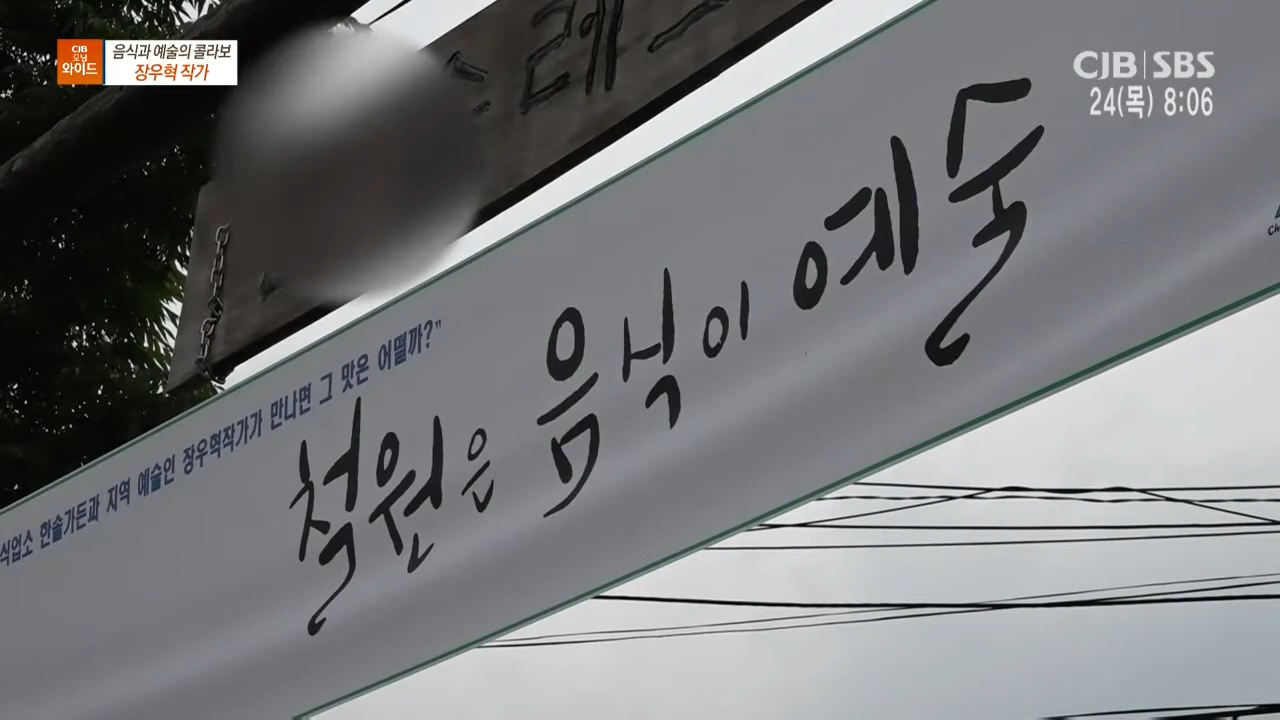 CJB
모닝
와이드
음식과 예술의 콜라보
장우혁 작가
CJB SBS
24(목) 8:06
레
식업소 한솔가든과 지역 예술인 장우혁작가가 만나면 그 맛은 어떨까?"
철원은 음식이 예술